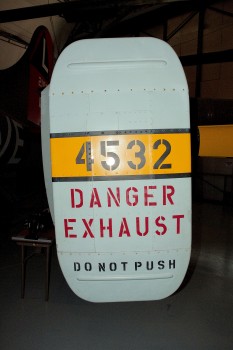 4532
DANGER
EXHAUST
DO NOT PUSH